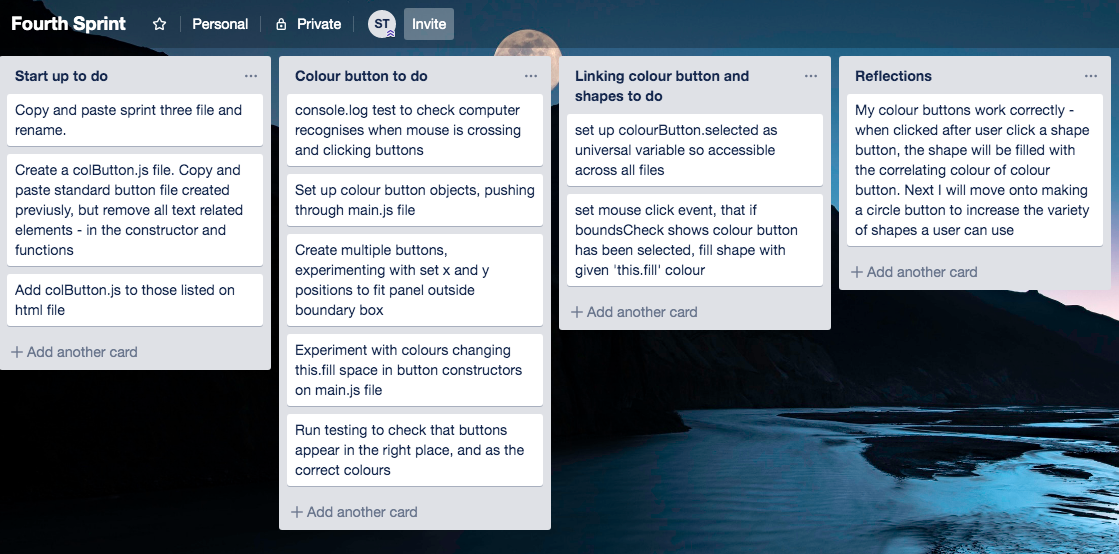 Fourth Sprint
Personal
Private
ST
Invite
Start up to do
Copy and paste sprint three file and
rename.
Create a colButton.js file. Copy and
paste standard button file created
previusly, but remove all text related
elements - in the constructor and
functions
Add colButton.js to those listed on
html file
+ Add another card
Colour button to do
console.log test to check computer
recognises when mouse is crossing
and clicking buttons
Set up colour button objects, pushing
through main.js file
Create multiple buttons,
experimenting with set x and y
positions to fit panel outside
boundary box
Experiment with colours changing
this.fill space in button constructors
on main.js file
Run testing to check that buttons
appear in the right place, and as the
correct colours
+ Add another card
Linking colour button and
shapes to do
set up colourButton.selected as
universal variable so accessible
across all files
set mouse click event, that if
boundsCheck shows colour button
has been selected, fill shape with
given 'this.fill' colour
+ Add another card
Reflections
My colour buttons work correctly -
when clicked after user click a shape
button, the shape will be filled with
the correlating colour of colour
button. Next I will move onto making
a circle button to increase the variety
of shapes a user can use
+ Add another card